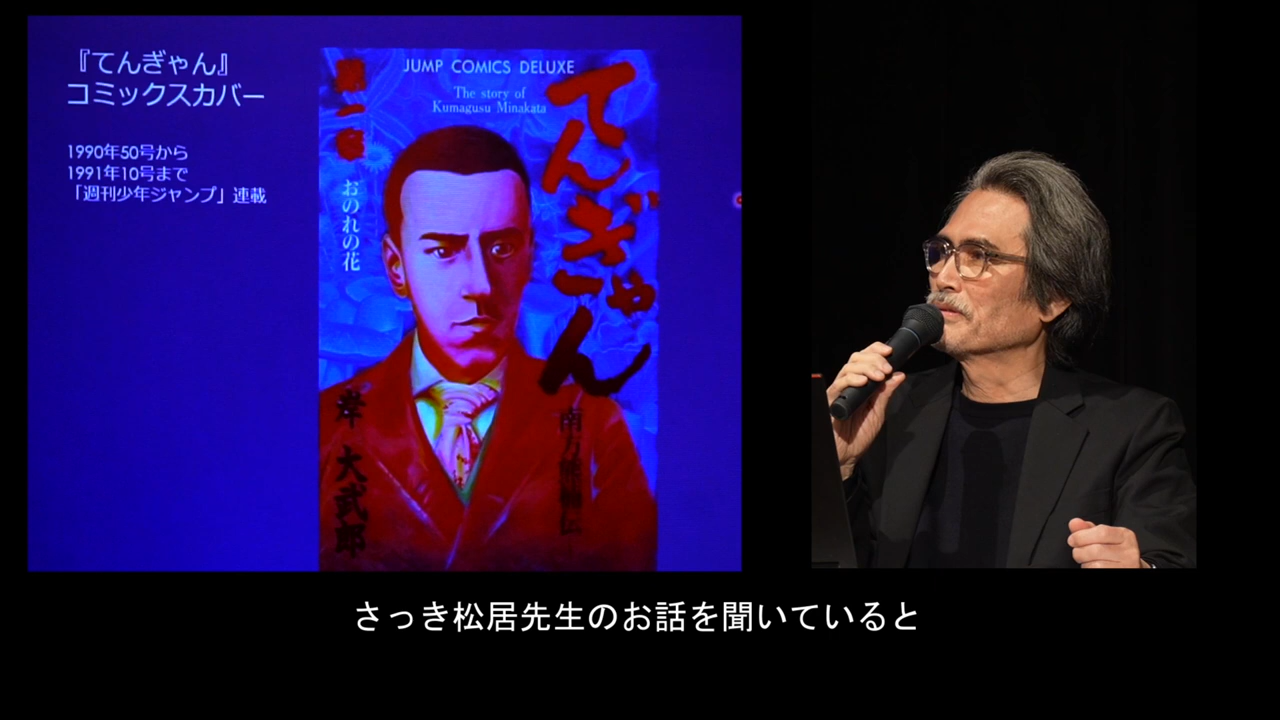 『てんぎゃん』
コミックスカバー
1990年50号から
1991年10号まで
「週刊少年ジャンプ」連載
JUMP COMICS DELUXE
The story of
Kumagusu Minakata
てんぎゃん
第一巻
おのれの花
南方熊楠伝
岸 大武郎
さっき松居先生のお話を聞いていると